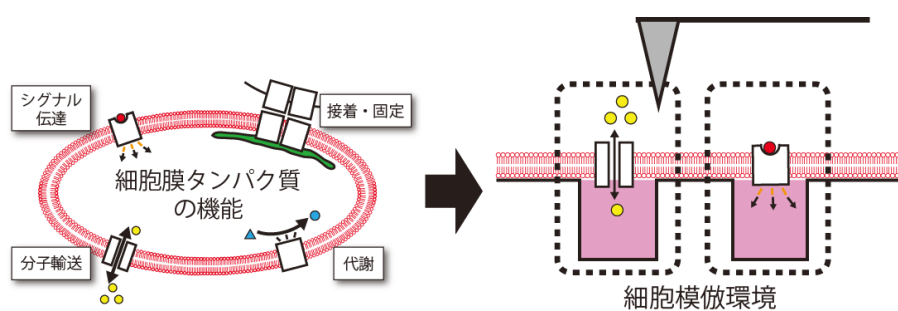 シグナル
伝達
接着・固定
細胞膜タンパク質
の機能
分子輸送
代謝
細胞模倣環境